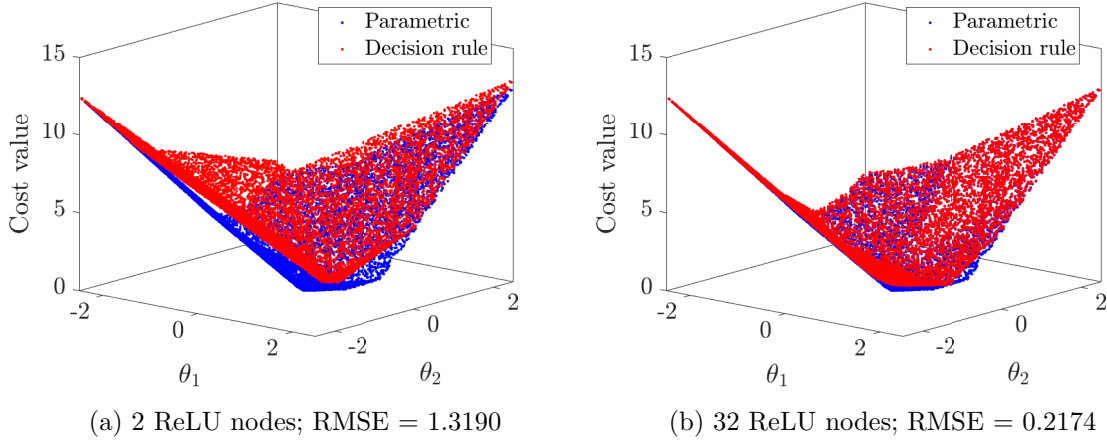 Parametric
Decision rule
15
10
5
0
Cost value
-2
0
2
θ1
-2
0
2
θ2
(a) 2 ReLU nodes; RMSE = 1.3190
Parametric
Decision rule
15
10
5
0
Cost value
-2
0
2
θ1
-2
0
2
θ2
(b) 32 ReLU nodes; RMSE = 0.2174